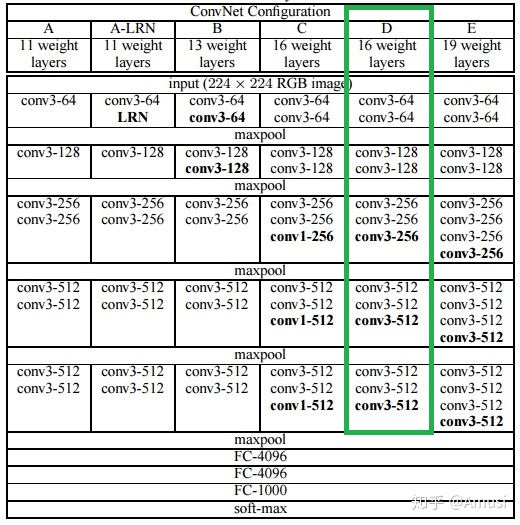 ConvNet Configuration
A A-LRN B C D E
11 weight layers 11 weight layers 13 weight layers 16 weight layers 16 weight layers 19 weight layers
input (224 × 224 RGB image)
conv3-64 conv3-64 conv3-64 conv3-64 conv3-64 conv3-64
LRN conv3-64 conv3-64 conv3-64 conv3-64
maxpool
conv3-128 conv3-128 conv3-128 conv3-128 conv3-128 conv3-128
conv3-128 conv3-128 conv3-128 conv3-128
maxpool
conv3-256 conv3-256 conv3-256 conv3-256 conv3-256 conv3-256
conv3-256 conv3-256 conv3-256 conv3-256 conv3-256 conv3-256
conv1-256 conv3-256 conv3-256
conv3-256
maxpool
conv3-512 conv3-512 conv3-512 conv3-512 conv3-512 conv3-512
conv3-512 conv3-512 conv3-512 conv3-512 conv3-512 conv3-512
conv1-512 conv3-512 conv3-512
conv3-512
maxpool
conv3-512 conv3-512 conv3-512 conv3-512 conv3-512 conv3-512
conv3-512 conv3-512 conv3-512 conv3-512 conv3-512 conv3-512
conv1-512 conv3-512 conv3-512
conv3-512
maxpool
FC-4096
FC-4096
FC-1000
soft-max
知乎 @Amusi